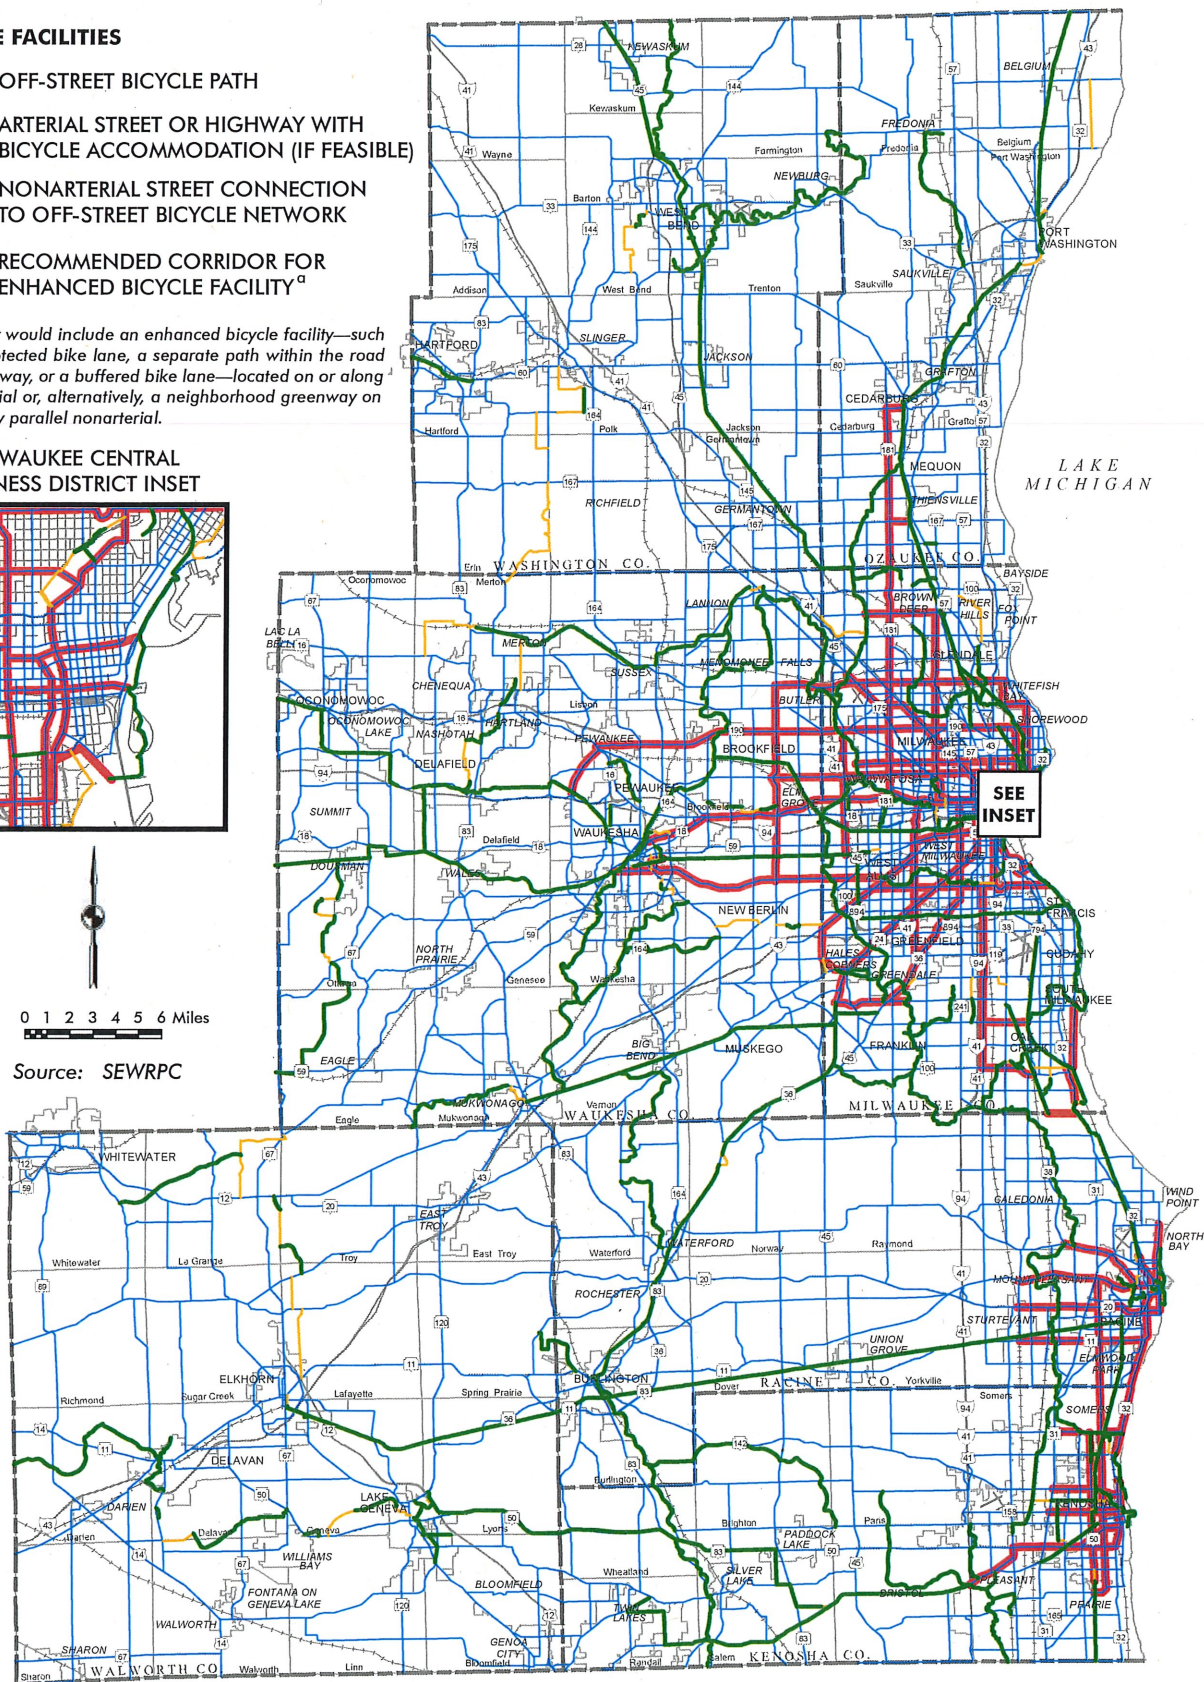 E FACILITIES
OFF-STREET BICYCLE PATH
ARTERIAL STREET OR HIGHWAY WITH
BICYCLE ACCOMMODATION (IF FEASIBLE)
NONARTERIAL STREET CONNECTION
TO OFF-STREET BICYCLE NETWORK
RECOMMENDED CORRIDOR FOR
ENHANCED BICYCLE FACILITY a
would include an enhanced bicycle facility—such
otected bike lane, a separate path within the road
way, or a buffered bike lane—located on or along
ial or, alternatively, a neighborhood greenway on
y parallel nonarterial.
WAUKEE CENTRAL
NESS DISTRICT INSET
0 1 2 3 4 5 6 Miles
Source: SEWRPC
KEWASKUM
Kewaskum
Wayne
Barton
WEST
BEND
Farmington
NEWBURG
FREDONIA
Fredonia
BELGIUM
Belgium
Port Washington
PORT
WASHINGTON
SAUKVILLE
Saukville
Addison
West Bend
Trenton
HARTFORD
SLINGER
JACKSON
GRAFTON
CEDARBURG
Cedarburg
Grafton
Hartford
Polk
Jackson
Germantown
MEQUON
THIENSVILLE
LAKE
MICHIGAN
RICHFIELD
GERMANTOWN
Erin
WASHINGTON CO.
OZAUKEE CO.
Oconomowoc
Merton
LANNON
BAYSIDE
BROWN
DEER
RIVER
HILLS
FOX
POINT
LAC LA
BELLE
MERTON
GLENDALE
CHENEQUA
SUSSEX
MENOMONEE FALLS
WHITEFISH
BAY
OCONOMOWOC
OCONOMOWOC
LAKE
NASHOTAH
HARTLAND
Lisbon
BUTLER
SHOREWOOD
PEWAUKEE
BROOKFIELD
MILWAUKEE
DELAFIELD
WAUWATOSA
PEWAUKEE
ELM
GROVE
Brookfield
SEE
INSET
SUMMIT
Delafield
WAUKESHA
DOUSMAN
WALES
WEST
ALLIS
WEST
MILWAUKEE
NEW BERLIN
ST.
FRANCIS
NORTH
PRAIRIE
GREENFIELD
HALES
CORNERS
GREENDALE
CUDAHY
Ottawa
Genesee
Waukesha
SOUTH
MILWAUKEE
EAGLE
BIG
BEND
MUSKEGO
FRANKLIN
OAK
CREEK
MUKWONAGO
Mukwonago
Vernon
Eagle
WAUKESHA CO.
MILWAUKEE CO.
WHITEWATER
CALEDONIA
WIND
POINT
NORTH
BAY
EAST
TROY
Whitewater
La Grange
Troy
East Troy
Waterford
WATERFORD
Norway
Raymond
ROCHESTER
MOUNT PLEASANT
STURTEVANT
RACINE
UNION
GROVE
ELMWOOD
PARK
ELKHORN
BURLINGTON
Richmond
Sugar Creek
Lafayette
Spring Prairie
Dover
RACINE CO.
Yorkville
Somers
SOMERS
DELAVAN
Burlington
DARIEN
Darien
LAKE
GENEVA
Delavan
Geneva
Lyons
KENOSHA
Brighton
Paris
PADDOCK
LAKE
WILLIAMS
BAY
Wheatland
SILVER
LAKE
BLOOMFIELD
BRISTOL
PLEASANT
PRAIRIE
FONTANA ON
GENEVA LAKE
TWIN
LAKES
WALWORTH
GENOA
CITY
SHARON
Sharon
WALWORTH CO.
Walworth
Linn
Bloomfield
Randall
Salem
KENOSHA CO.